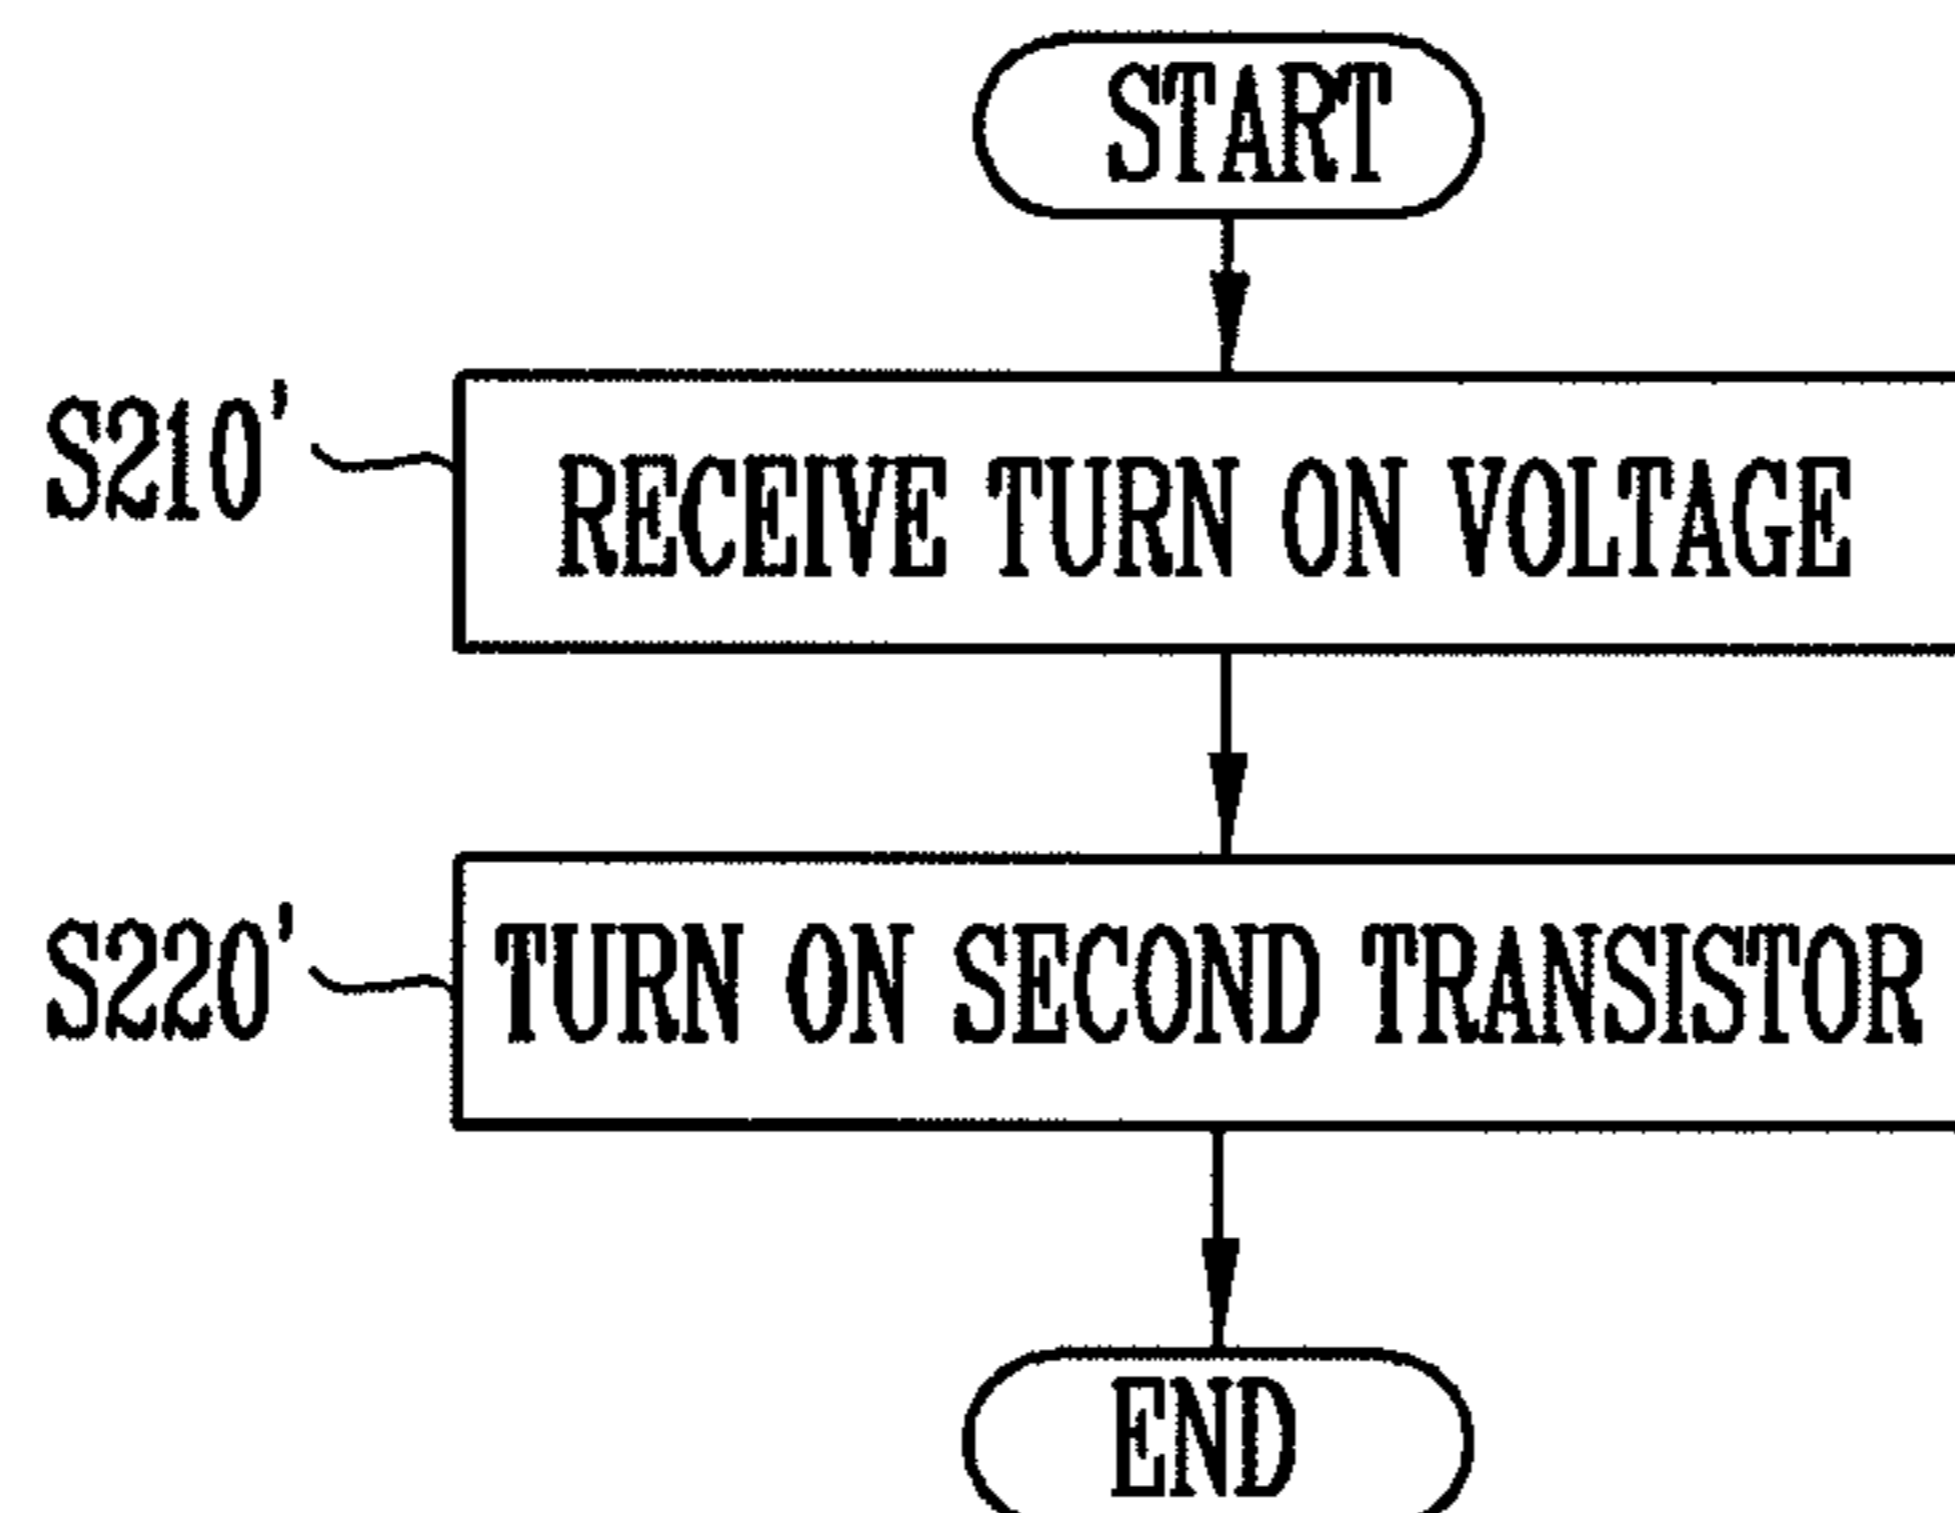 START
S210'
RECEIVE TURN ON VOLTAGE
S220'
TURN ON SECOND TRANSISTOR
END